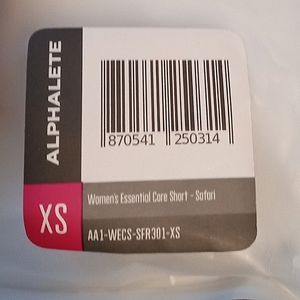 ALPHALETE
870541 250314
XS
Women's Essential Core Short - Safari
AA1-WECS-SFR301-XS